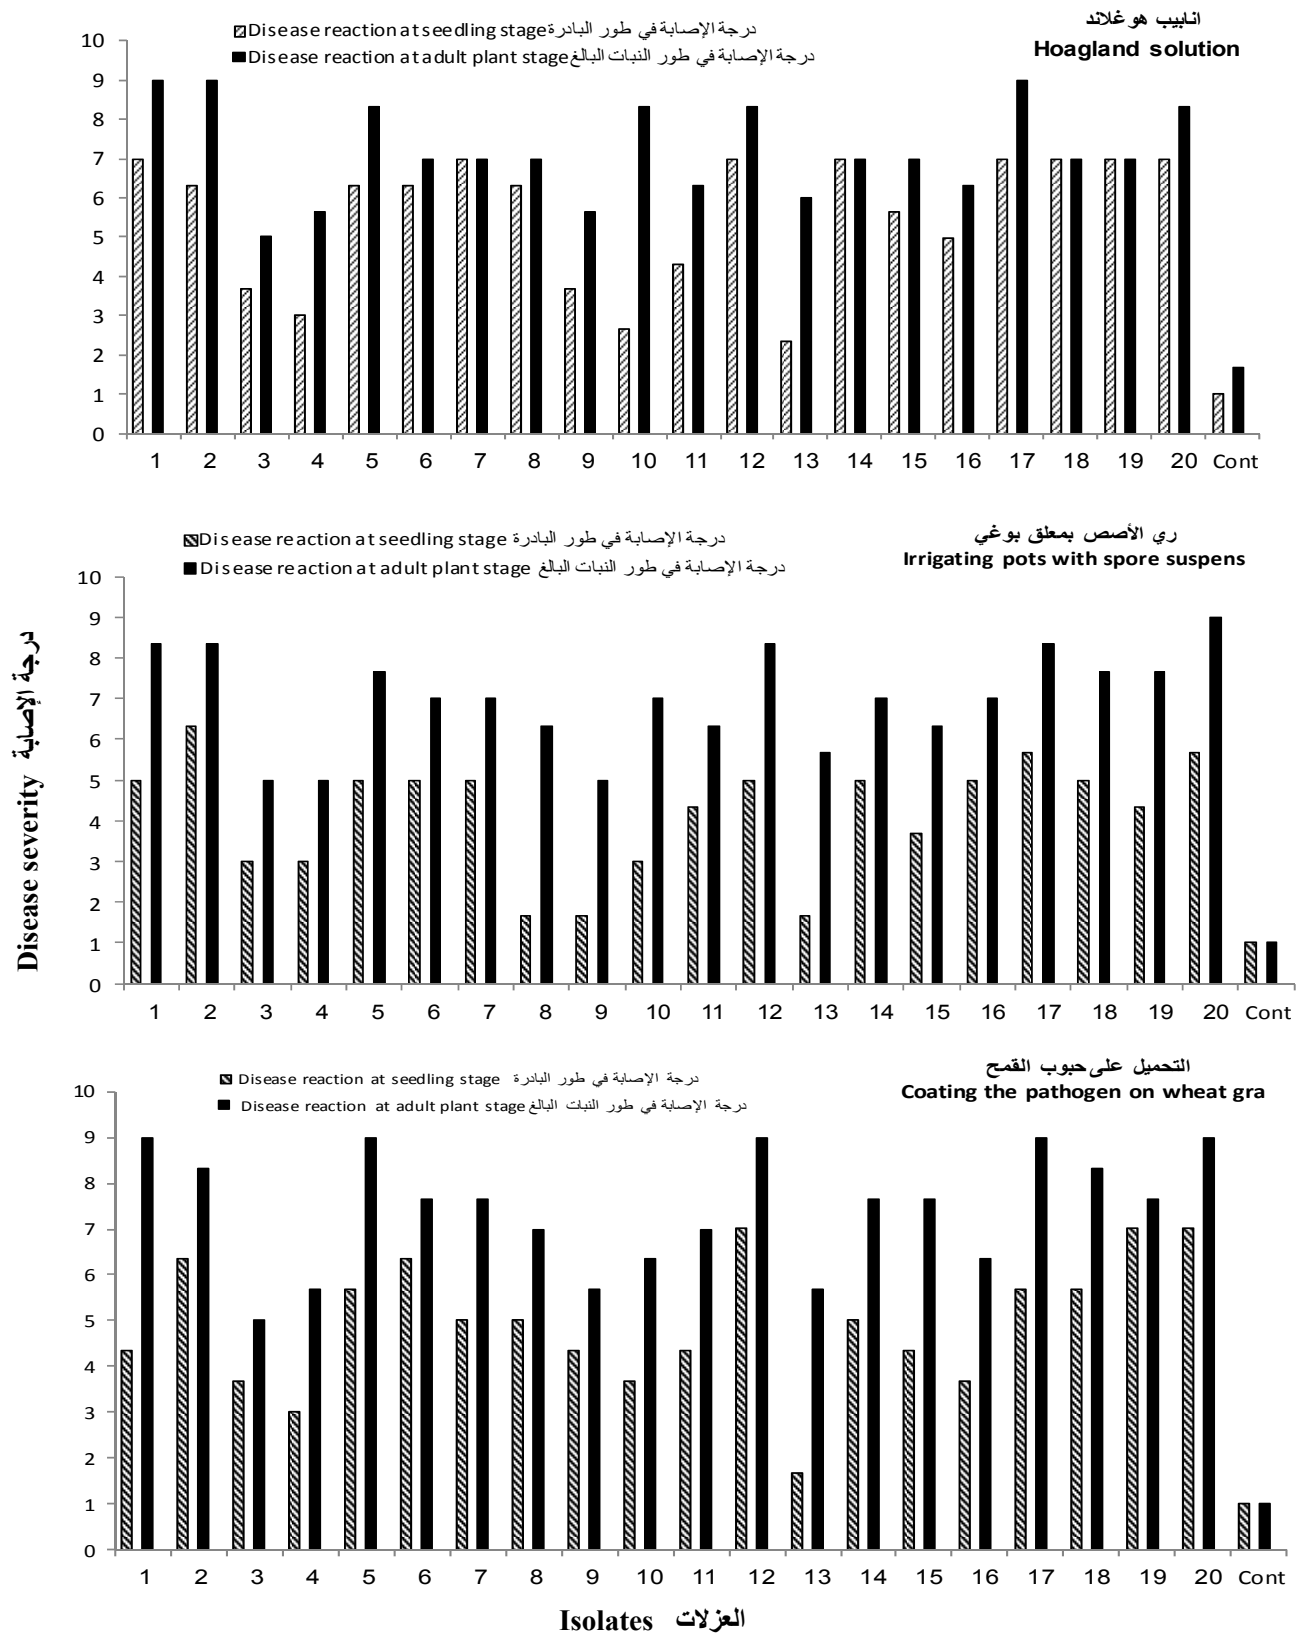 انابيب هوغلاند
Hoagland solution
Disease reaction at seedling stage درجة الإصابة في طور البادرة
Disease reaction at adult plant stage درجة الإصابة في طور النبات البالغ
10
9
8
7
6
5
4
3
2
1
0
1 2 3 4 5 6 7 8 9 10 11 12 13 14 15 16 17 18 19 20 Cont
ري الأصص بمعلق بوغي
Irrigating pots with spore suspens
Disease reaction at seedling stage درجة الإصابة في طور البادرة
Disease reaction at adult plant stage درجة الإصابة في طور النبات البالغ
10
9
8
7
6
5
4
3
2
1
0
1 2 3 4 5 6 7 8 9 10 11 12 13 14 15 16 17 18 19 20 Cont
Disease severity درجة الإصابة
التحميل على حبوب القمح
Coating the pathogen on wheat gra
Disease reaction at seedling stage درجة الإصابة في طور البادرة
Disease reaction at adult plant stage درجة الإصابة في طور النبات البالغ
10
9
8
7
6
5
4
3
2
1
0
1 2 3 4 5 6 7 8 9 10 11 12 13 14 15 16 17 18 19 20 Cont
Isolates العزلات